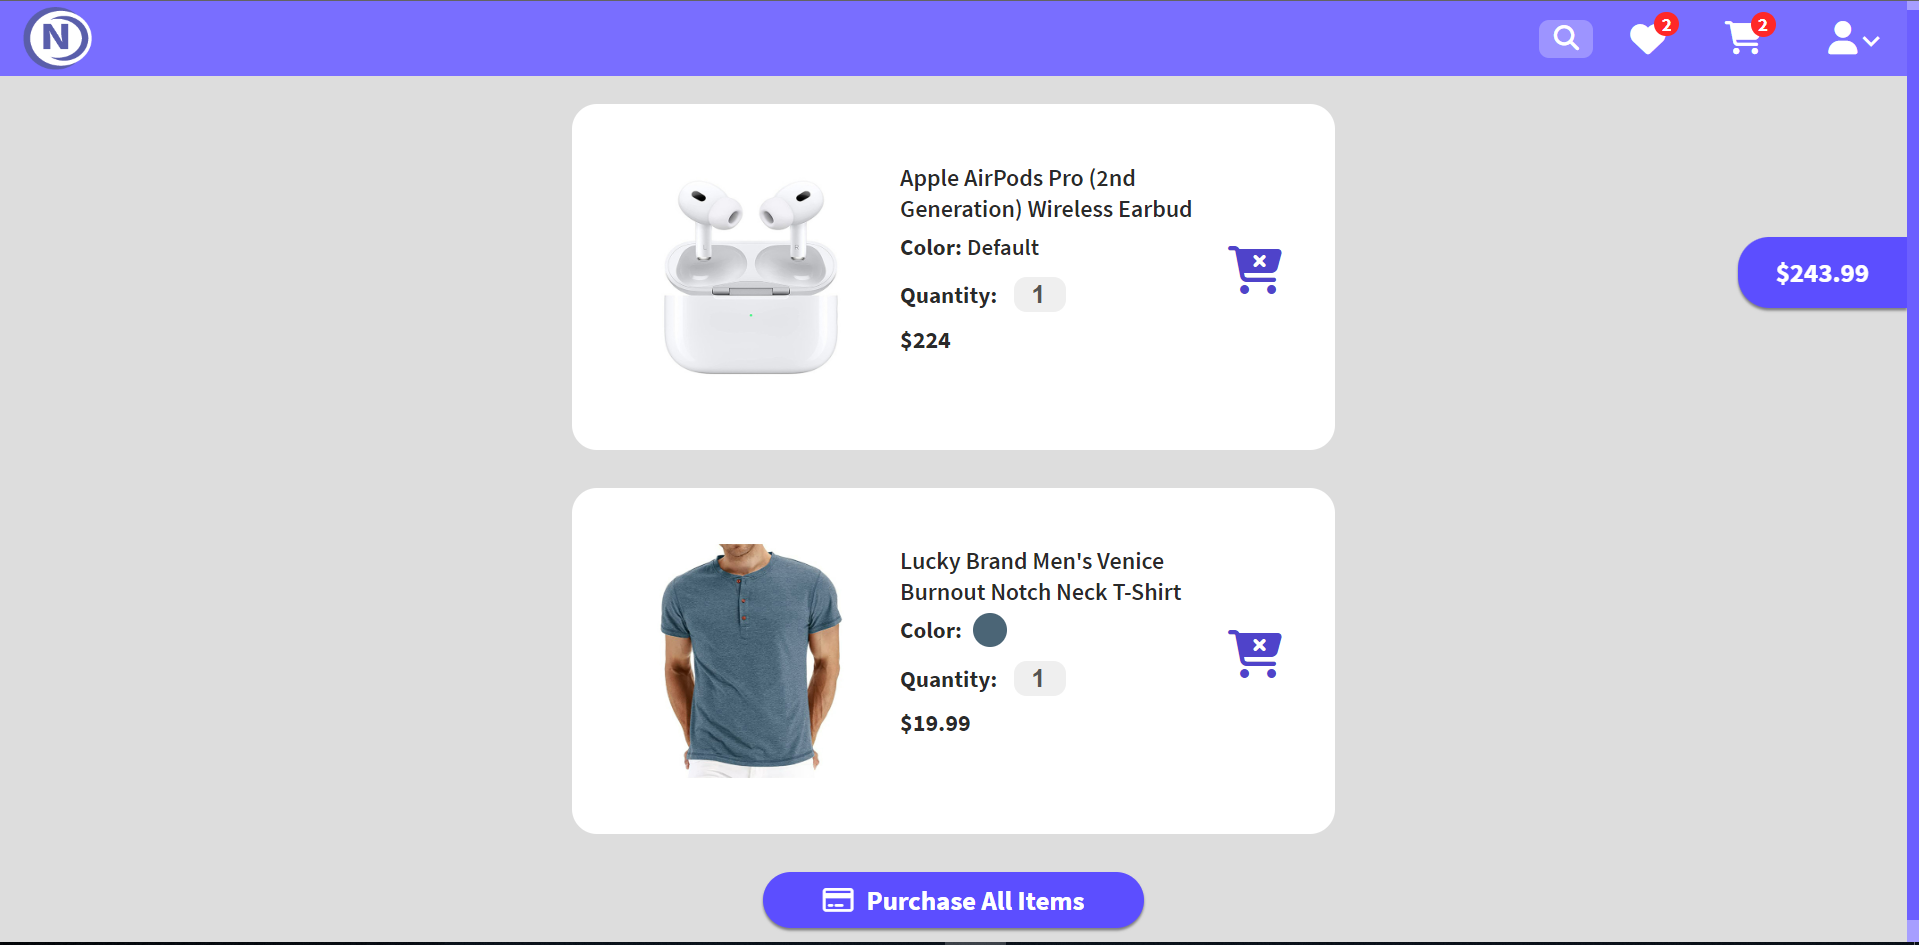 N
2
2
Apple AirPods Pro (2nd
Generation) Wireless Earbud
Color: Default
Quantity: 1
$224
$243.99
Lucky Brand Men's Venice
Burnout Notch Neck T-Shirt
Color:
Quantity: 1
$19.99
Purchase All Items